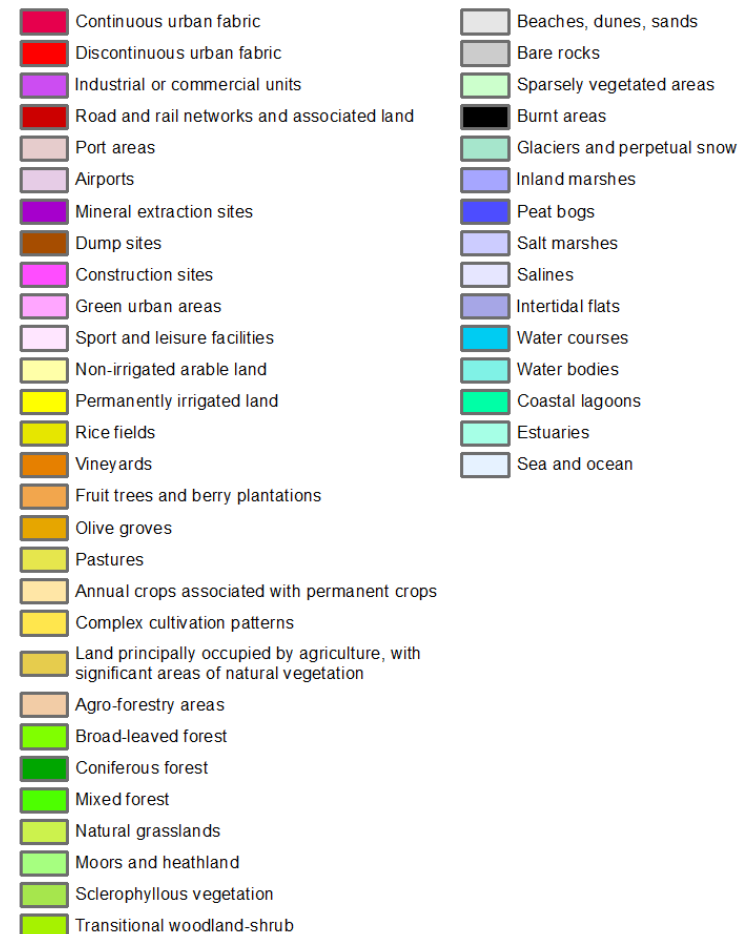 Continuous urban fabric
Discontinuous urban fabric
Industrial or commercial units
Road and rail networks and associated land
Port areas
Airports
Mineral extraction sites
Dump sites
Construction sites
Green urban areas
Sport and leisure facilities
Non-irrigated arable land
Permanently irrigated land
Rice fields
Vineyards
Fruit trees and berry plantations
Olive groves
Pastures
Annual crops associated with permanent crops
Complex cultivation patterns
Land principally occupied by agriculture, with
significant areas of natural vegetation
Agro-forestry areas
Broad-leaved forest
Coniferous forest
Mixed forest
Natural grasslands
Moors and heathland
Sclerophyllous vegetation
Transitional woodland-shrub
Beaches, dunes, sands
Bare rocks
Sparsely vegetated areas
Burnt areas
Glaciers and perpetual snow
Inland marshes
Peat bogs
Salt marshes
Salines
Intertidal flats
Water courses
Water bodies
Coastal lagoons
Estuaries
Sea and ocean